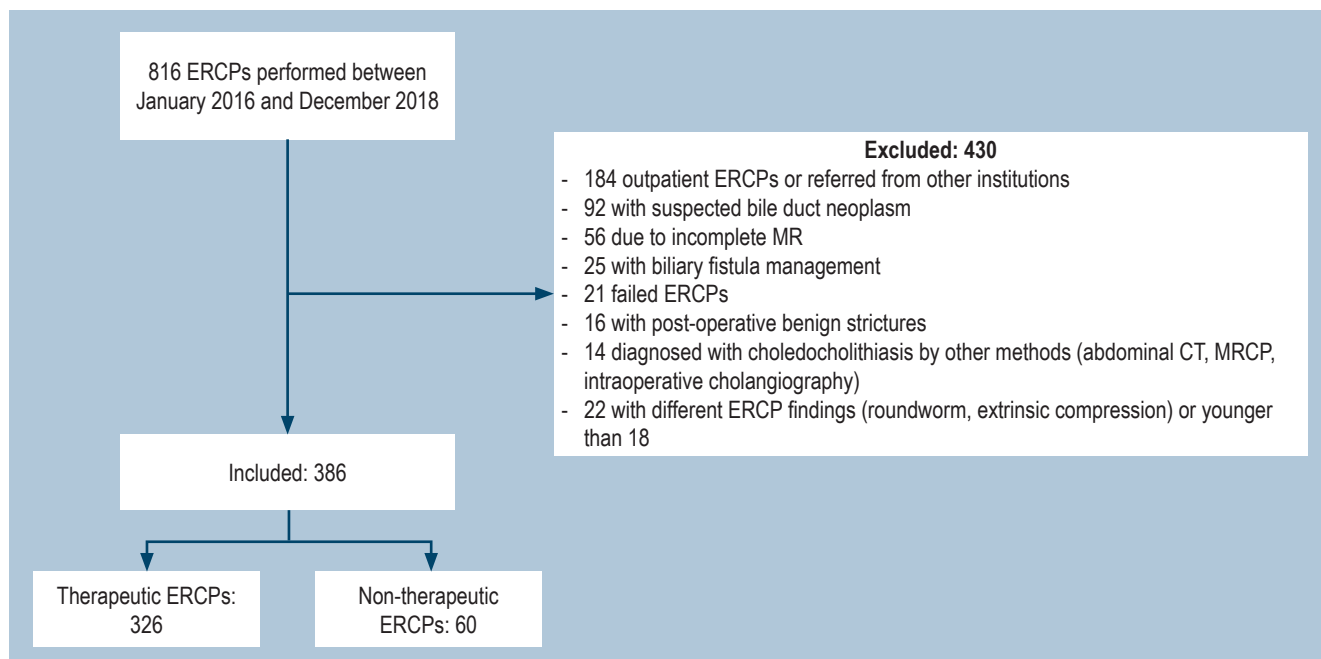 816 ERCPs performed between
January 2016 and December 2018
Excluded: 430
- 184 outpatient ERCPs or referred from other institutions
- 92 with suspected bile duct neoplasm
- 56 due to incomplete MR
- 25 with biliary fistula management
- 21 failed ERCPs
- 16 with post-operative benign strictures
- 14 diagnosed with choledocholithiasis by other methods (abdominal CT, MRCP,
intraoperative cholangiography)
- 22 with different ERCP findings (roundworm, extrinsic compression) or younger
than 18
Included: 386
Therapeutic ERCPs:
326
Non-therapeutic
ERCPs: 60